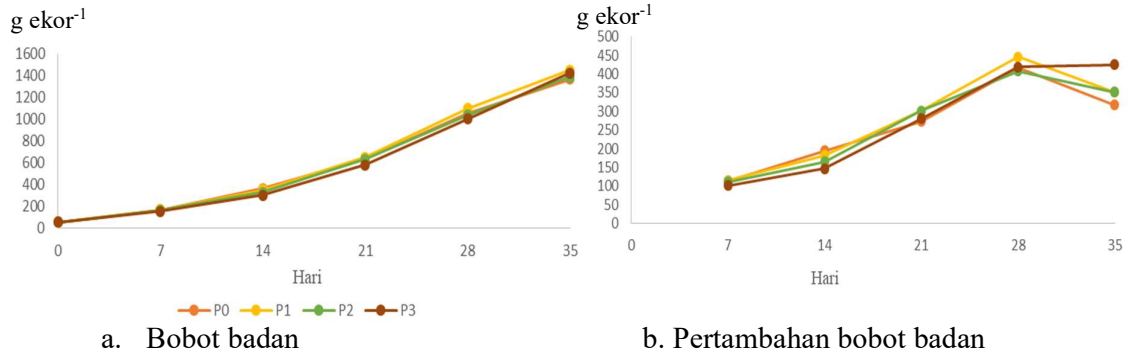 g ekor-1
1600
1400
1200
1000
800
600
400
200
0
0 7 14 21 28 35
Hari
P0 P1 P2 P3
a. Bobot badan
g ekor-1
500
450
400
350
300
250
200
150
100
50
0
0 7 14 21 28 35
Hari
b. Pertambahan bobot badan